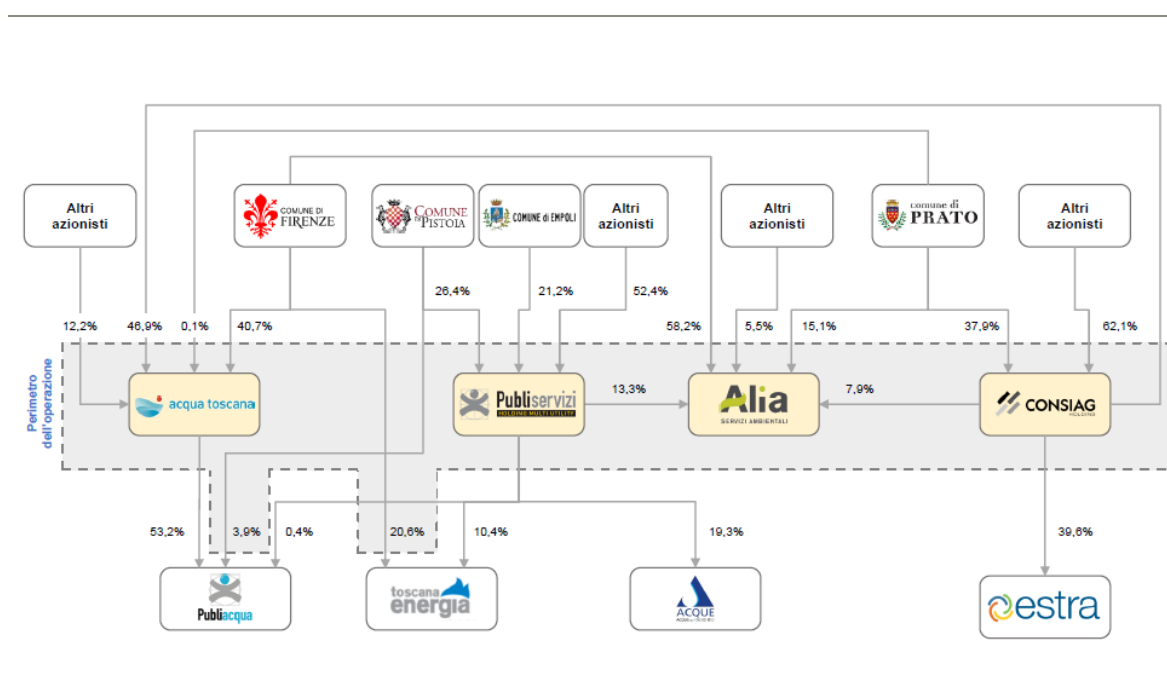 Altri
azionisti
COMUNE DI
FIRENZE
COMUNE
DI PISTOIA
COMUNE di EMPOLI
Altri
azionisti
Altri
azionisti
comune di
PRATO
Altri
azionisti
26,4%
21,2%
52,4%
12,2%
46,9%
0,1%
40,7%
58,2%
5,5%
15,1%
37,9%
62,1%
Perimetro
dell'operazione
acqua toscana
Publiservizi
HOLDING MULTI UTILITY
13,3%
Alia
SERVIZI AMBIENTALI
7,9%
CONSIAG
HOLDING
53,2%
3,9%
0,4%
20,6%
10,4%
19,3%
39,6%
Publiacqua
toscana
energia
ACQUE
estra